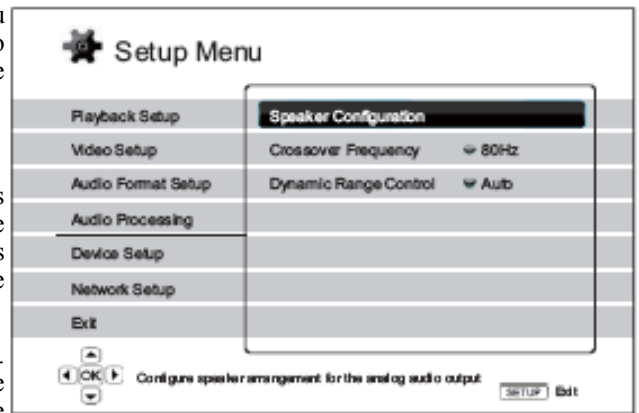 Setup Menu
Playback Setup
Video Setup
Audio Format Setup
Audio Processing
Device Setup
Network Setup
Exit
Speaker Configuration
Crossover Frequency 80Hz
Dynamic Range Control Auto
OK Configure speaker arrangement for the analog audio output
SETUP Exit